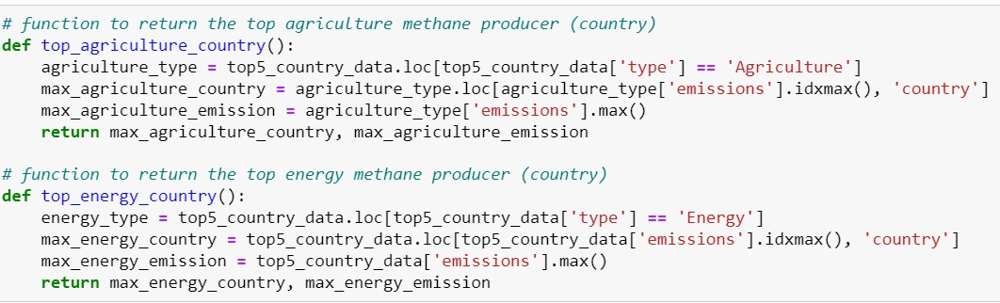 # function to return the top agriculture methane producer (country)
def top_agriculture_country():
    agriculture_type = top5_country_data.loc[top5_country_data['type'] == 'Agriculture']
    max_agriculture_country = agriculture_type.loc[agriculture_type['emissions'].idxmax(), 'country']
    max_agriculture_emission = agriculture_type['emissions'].max()
    return max_agriculture_country, max_agriculture_emission

# function to return the top energy methane producer (country)
def top_energy_country():
    energy_type = top5_country_data.loc[top5_country_data['type'] == 'Energy']
    max_energy_country = top5_country_data.loc[top5_country_data['emissions'].idxmax(), 'country']
    max_energy_emission = top5_country_data['emissions'].max()
    return max_energy_country, max_energy_emission